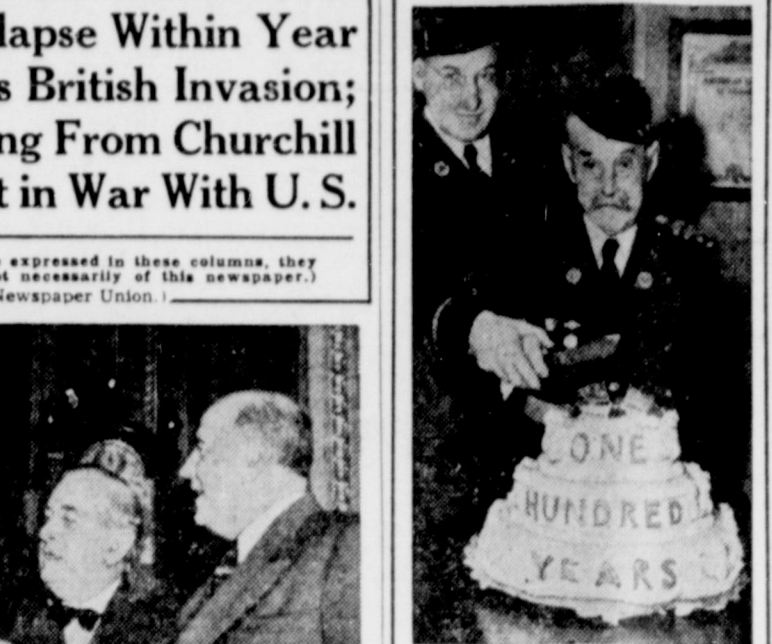 lapse Within Year
s British Invasion;
ng From Churchill
t in War With U. S.
expressed in these columns, they
t necessarily of this newspaper.)
Newspaper Union.)
ONE
HUNDRED
YEARS